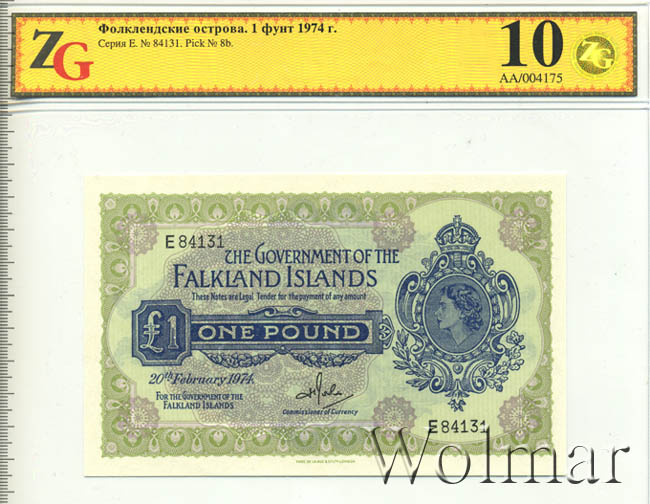 ZG
Фолклендские острова. 1 фунт 1974 г.
Серия E. № 84131. Pick № 8b.
10
AA/004175
ZG
E 84131
THE GOVERNMENT OF THE
FALKLAND ISLANDS
These Notes are Legal Tender for the payment of any amount
£1
ONE POUND
20th February 1974.
FOR THE GOVERNMENT OF THE
FALKLAND ISLANDS
Commissioner of Currency
E 84131
Wolmar